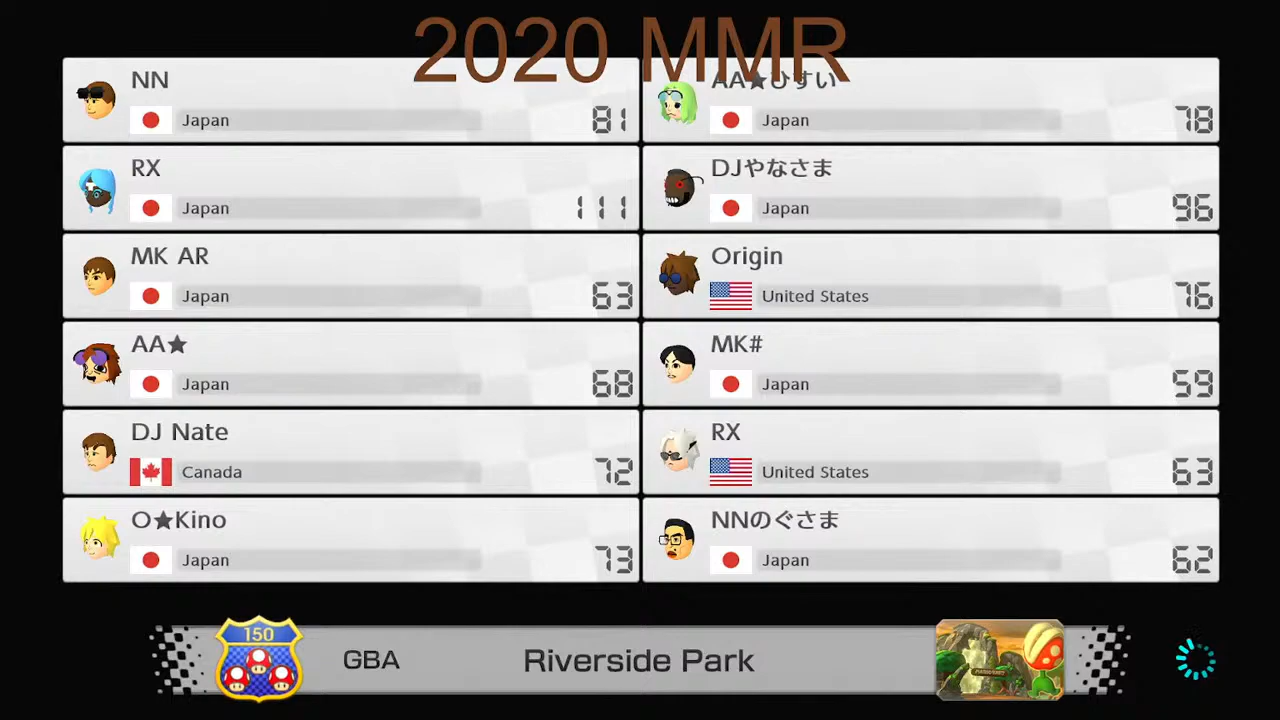 2020 MMR
NN
Japan
81
AA★ひすい
Japan
78
RX
Japan
111
DJやなさま
Japan
96
MK AR
Japan
63
Origin
United States
76
AA★
Japan
68
MK#
Japan
59
DJ Nate
Canada
72
RX
United States
63
O★Kino
Japan
73
NNのぐさま
Japan
62
150
GBA
Riverside Park